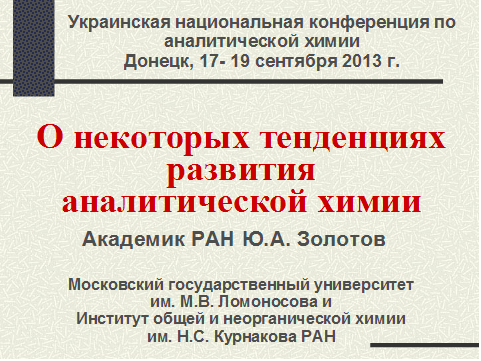 Украинская национальная конференция по
аналитической химии
Донецк, 17- 19 сентября 2013 г.
О некоторых тенденциях
развития
аналитической химии
Академик РАН Ю.А. Золотов
Московский государственный университет
им. М.В. Ломоносова и
Институт общей и неорганической химии
им. Н.С. Курнакова РАН